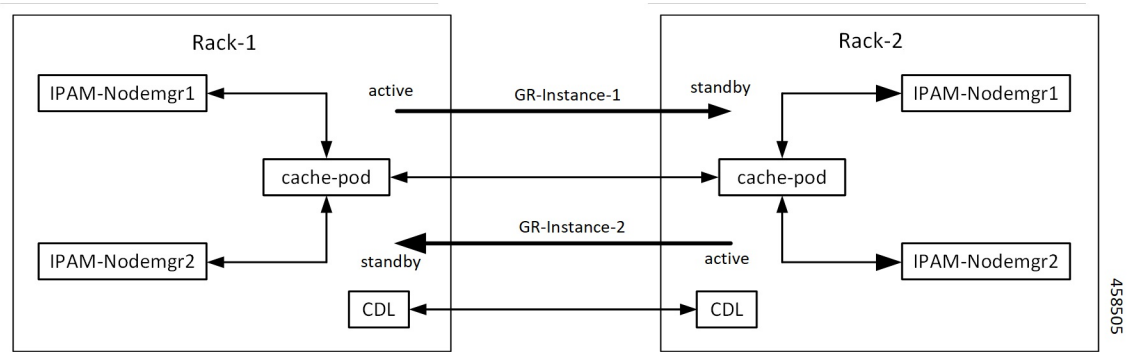 Rack-1
Rack-2
IPAM-Nodemgr1
active
GR-Instance-1
standby
IPAM-Nodemgr1
cache-pod
cache-pod
GR-Instance-2
IPAM-Nodemgr2
standby
active
IPAM-Nodemgr2
CDL
CDL
458505